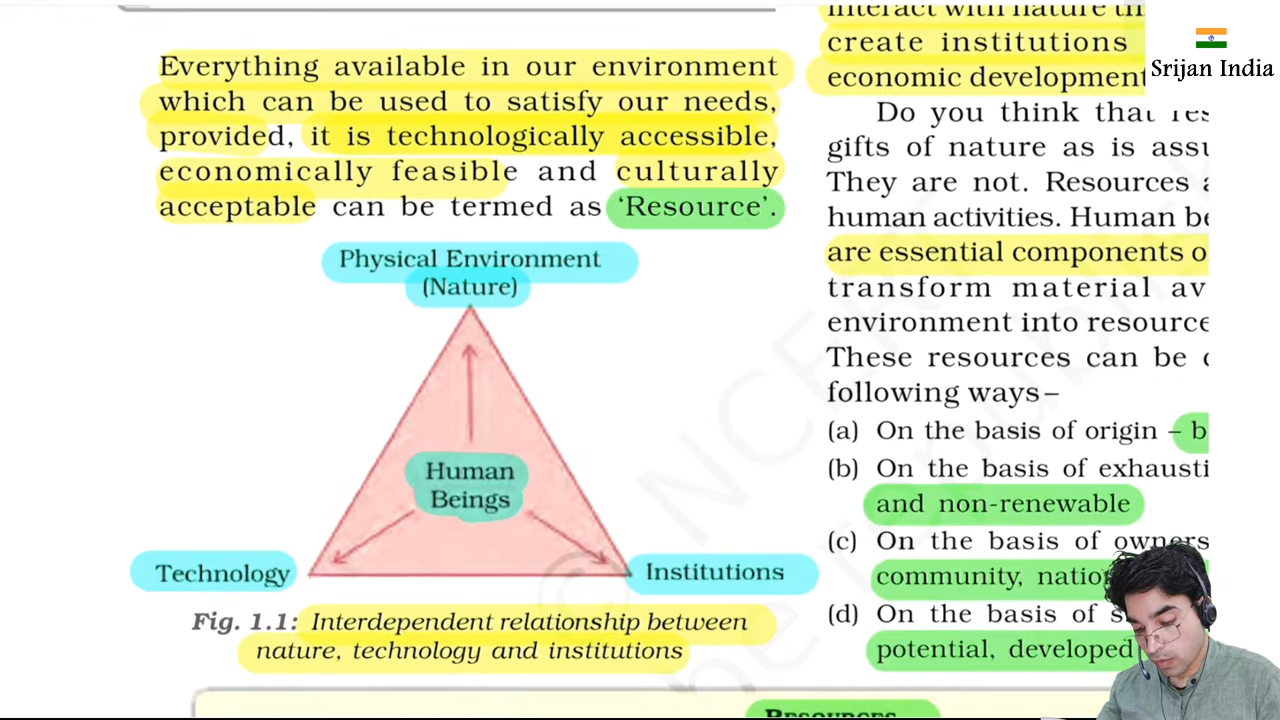 Everything available in our environment
which can be used to satisfy our needs,
provided, it is technologically accessible,
economically feasible and culturally
acceptable can be termed as ‘Resource’.
Physical Environment
(Nature)
Human
Beings
Technology
Institutions
Fig. 1.1: Interdependent relationship between
nature, technology and institutions
interact with nature
create institutions
economic development
Do you think that
gifts of nature as is
They are not. Resources
human activities. Human
are essential components
transform material
environment into
These resources can be
following ways–
(a) On the basis of origin –
(b) On the basis of
and non-renewable
(c) On the basis of
community,
(d) On the basis of
potential, developed
RESOURCES
Srijan India